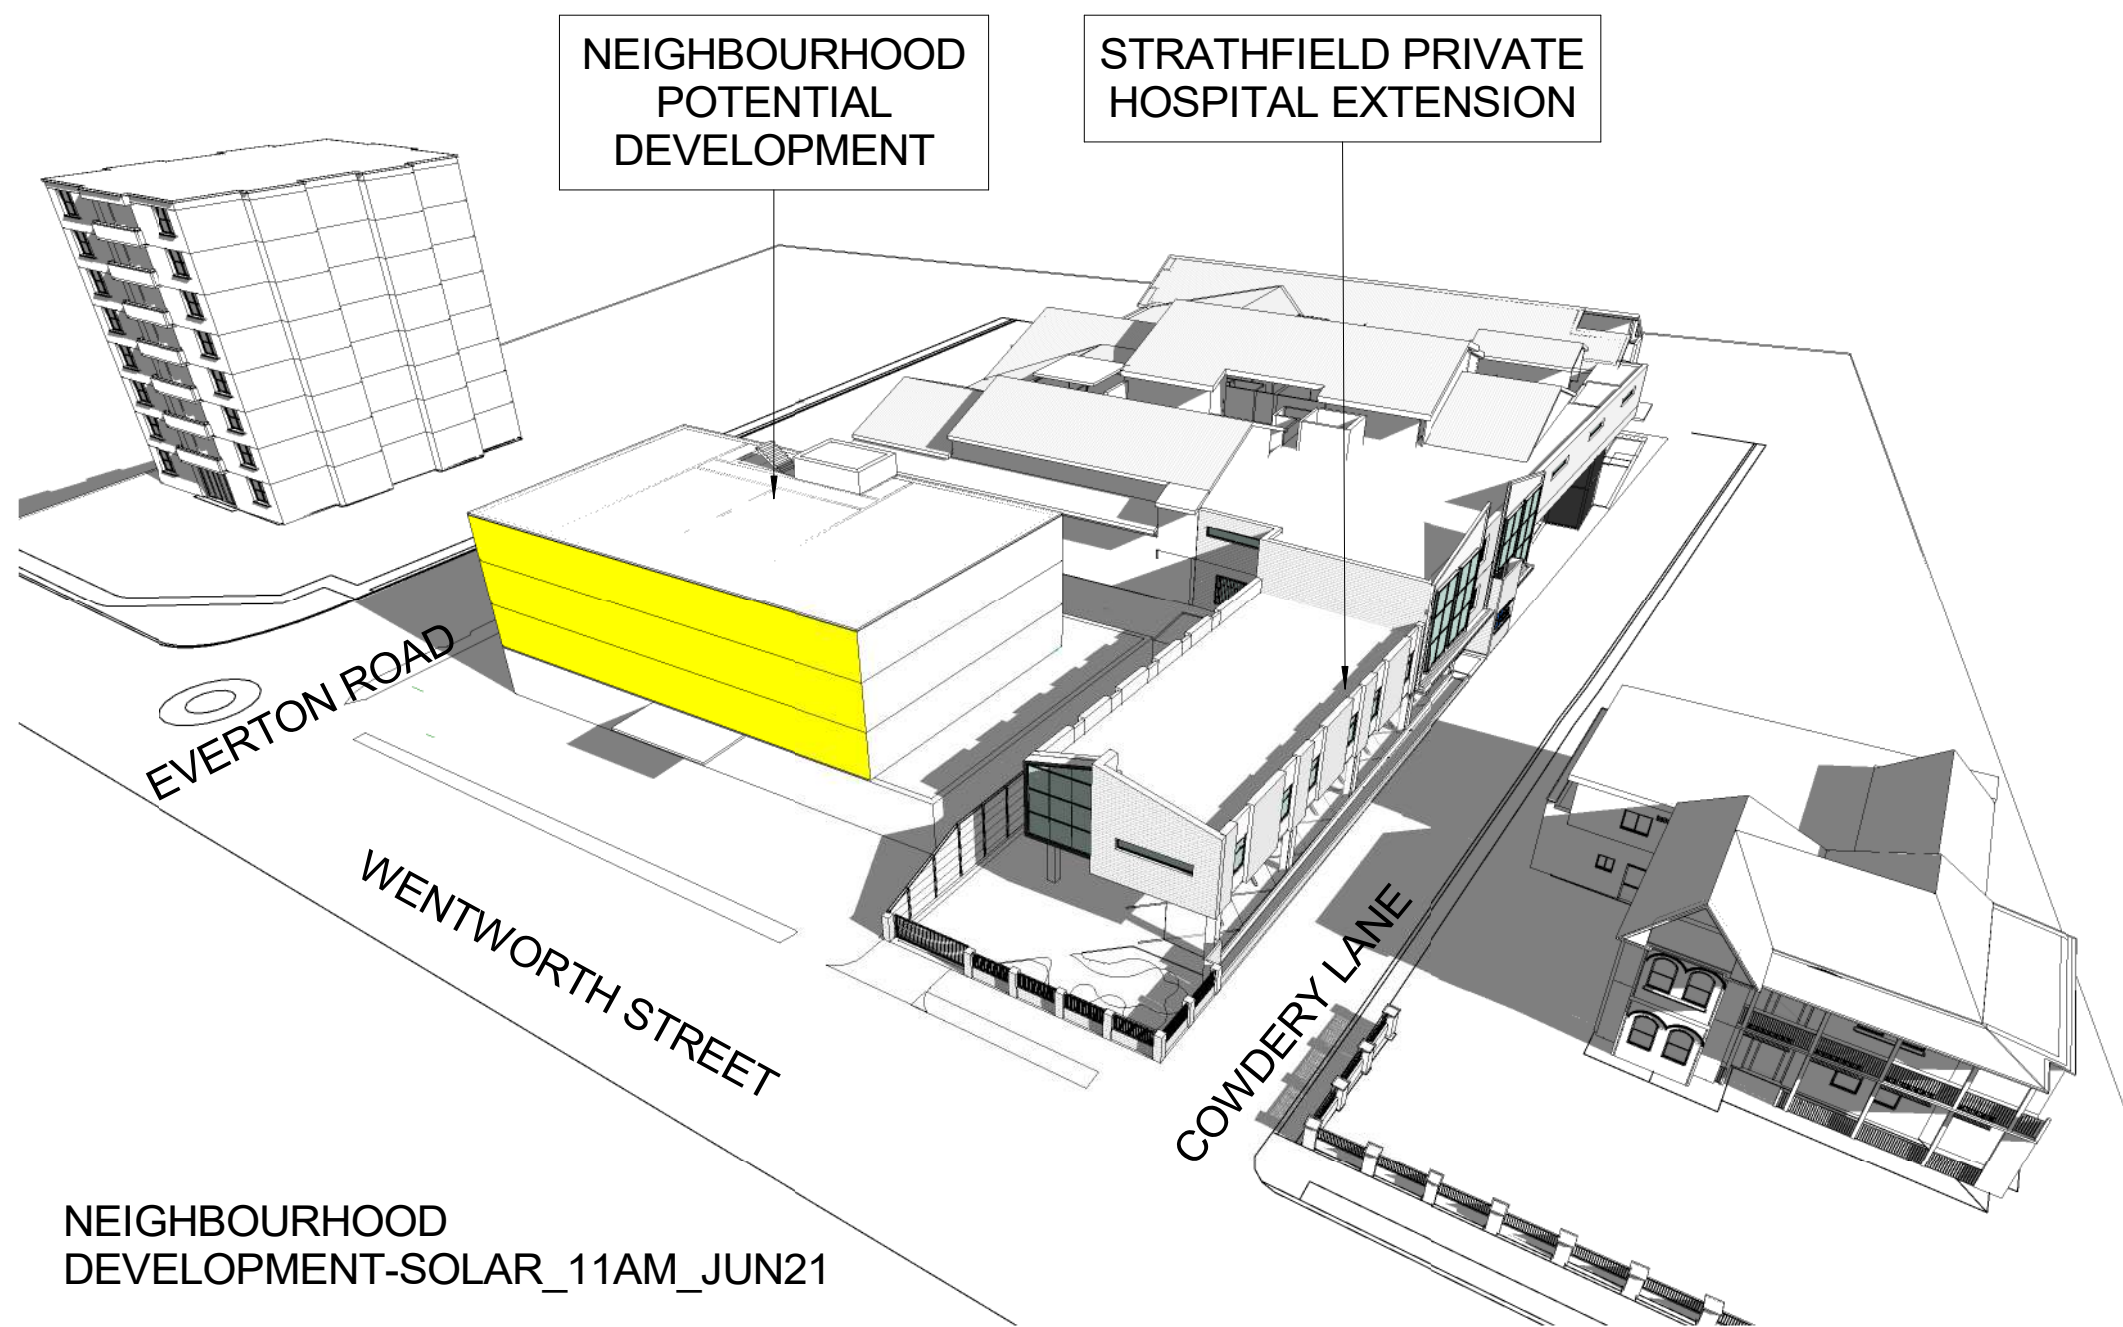 NEIGHBOURHOOD
POTENTIAL
DEVELOPMENT
STRATHFIELD PRIVATE
HOSPITAL EXTENSION
EVERTON ROAD
WENTWORTH STREET
COWDERY LANE
NEIGHBOURHOOD
DEVELOPMENT-SOLAR_11AM_JUN21